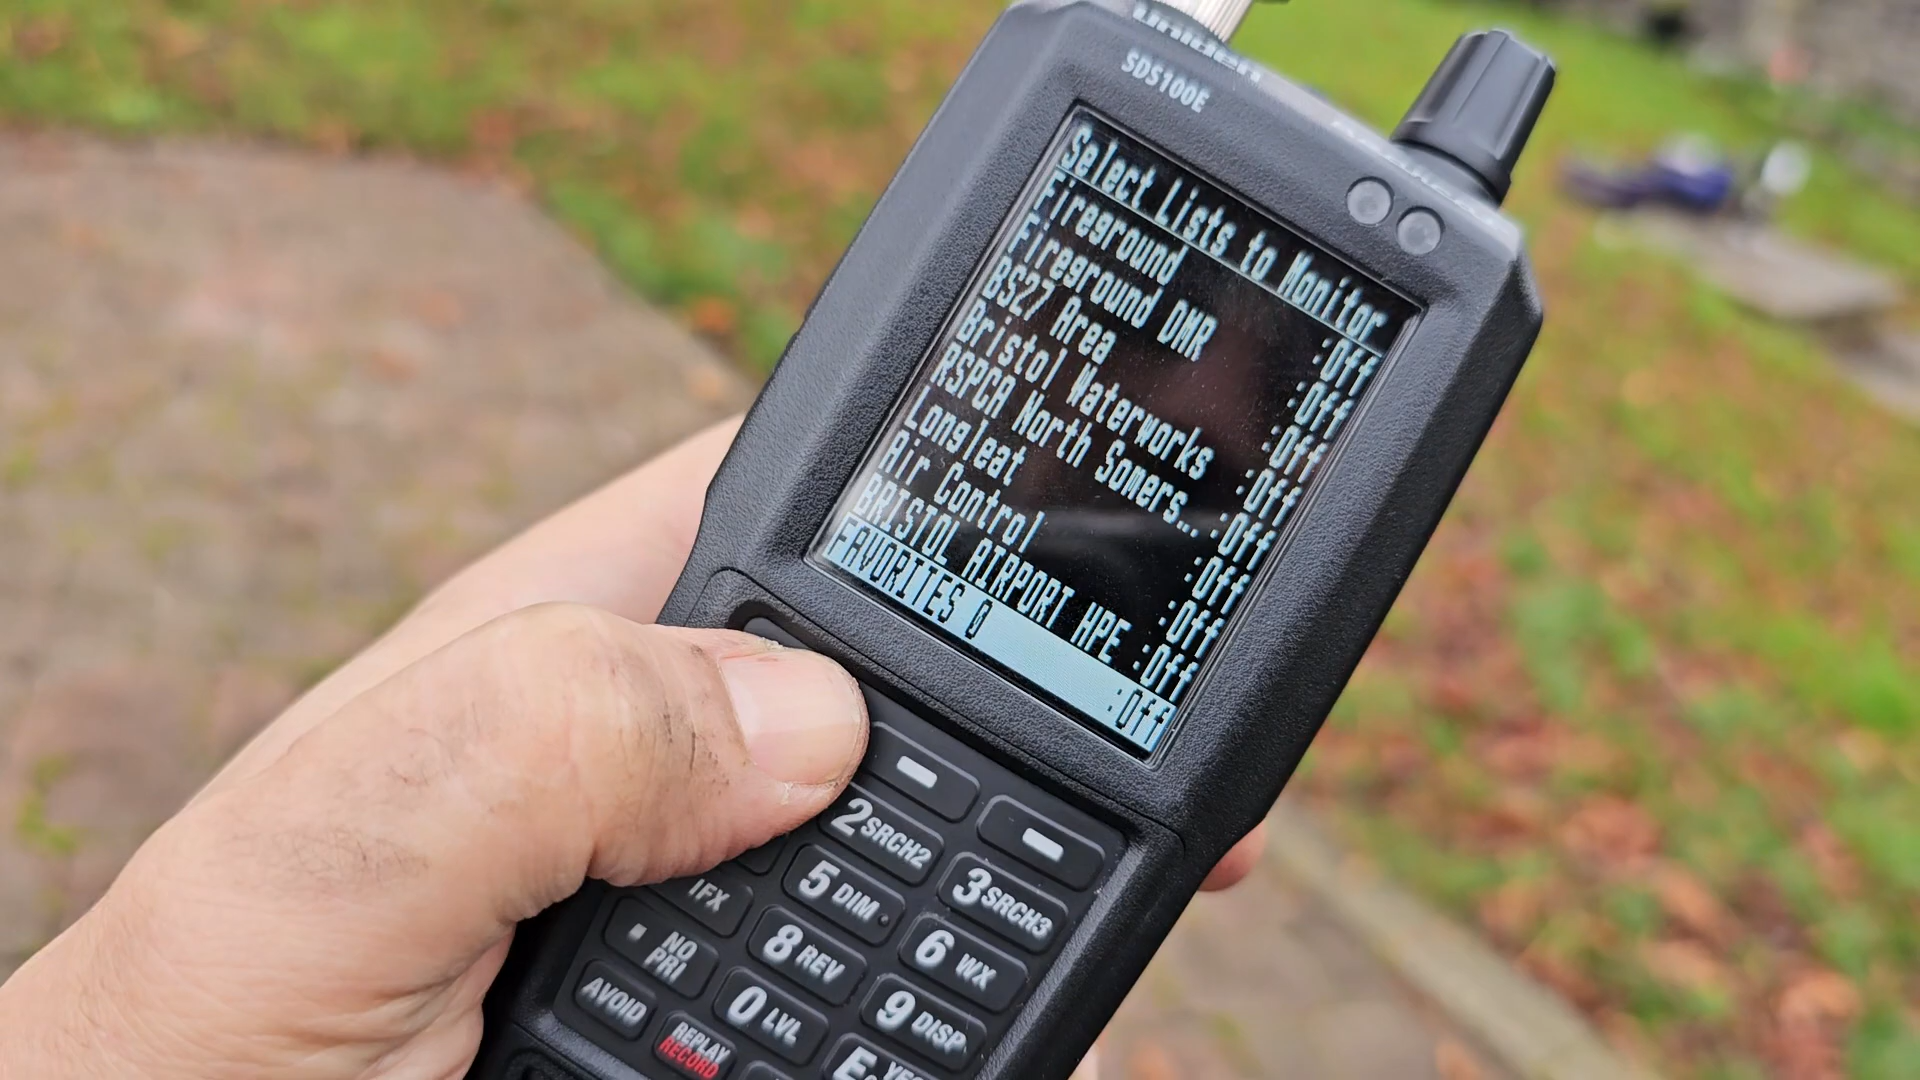 uniden
SDS100E
Select Lists to Monitor
Fireground :Off
Fireground DMR :Off
BS27 Area :Off
Bristol Waterworks :Off
RSPCA North Somers... :Off
Longleat :Off
Air Control :Off
BRISTOL AIRPORT HPE :Off
FAVORITES 0 :Off
2 SRCH2
3 SRCH3
IFX
5 DIM
6 WX
. NO PRI
8 REV
9 DISP
AVOID
0 LVL
REPLAY
RECORD
E